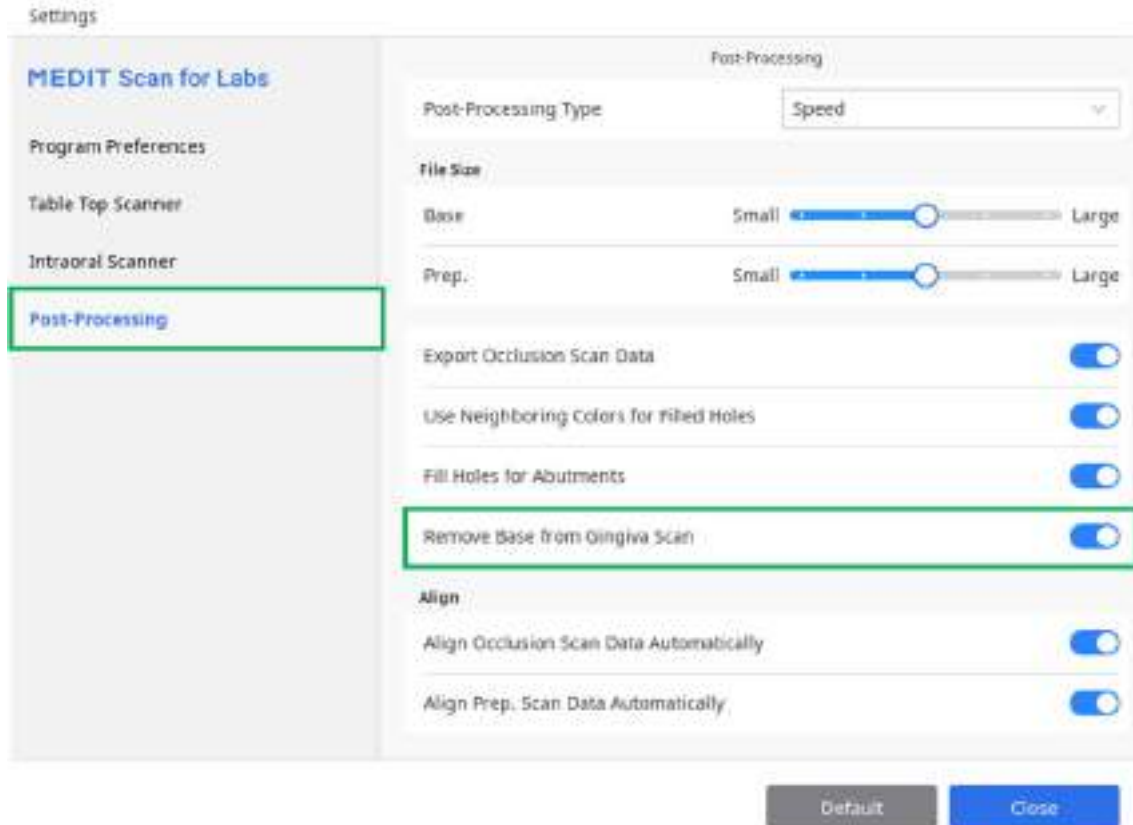 Settings
MEDIT Scan for Labs
Program Preferences
Table Top Scanner
Intraoral Scanner
Post-Processing
Post-Processing
Post-Processing Type
Speed
File Size
Base
Small
Large
Prep.
Small
Large
Export Occlusion Scan Data
Use Neighboring Colors for Filled Holes
Fill Holes for Abutments
Remove Base from Gingiva Scan
Align
Align Occlusion Scan Data Automatically
Align Prep. Scan Data Automatically
Default
Close